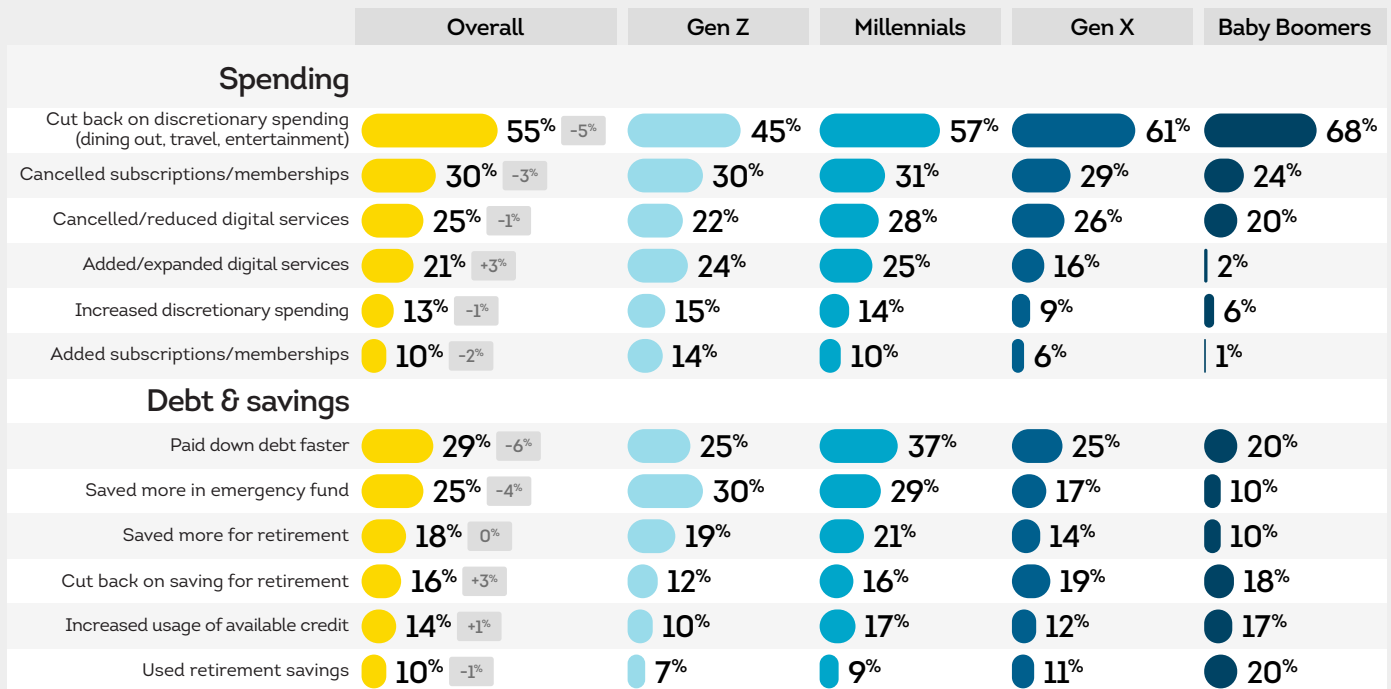 Overall Gen Z Millennials Gen X Baby Boomers
Spending
Cut back on discretionary spending
(dining out, travel, entertainment) 55% -5% 45% 57% 61% 68%
Cancelled subscriptions/memberships 30% -3% 30% 31% 29% 24%
Cancelled/reduced digital services 25% -1% 22% 28% 26% 20%
Added/expanded digital services 21% +3% 24% 25% 16% 2%
Increased discretionary spending 13% -1% 15% 14% 9% 6%
Added subscriptions/memberships 10% -2% 14% 10% 6% 1%
Debt & savings
Paid down debt faster 29% -6% 25% 37% 25% 20%
Saved more in emergency fund 25% -4% 30% 29% 17% 10%
Saved more for retirement 18% 0% 19% 21% 14% 10%
Cut back on saving for retirement 16% +3% 12% 16% 19% 18%
Increased usage of available credit 14% +1% 10% 17% 12% 17%
Used retirement savings 10% -1% 7% 9% 11% 20%